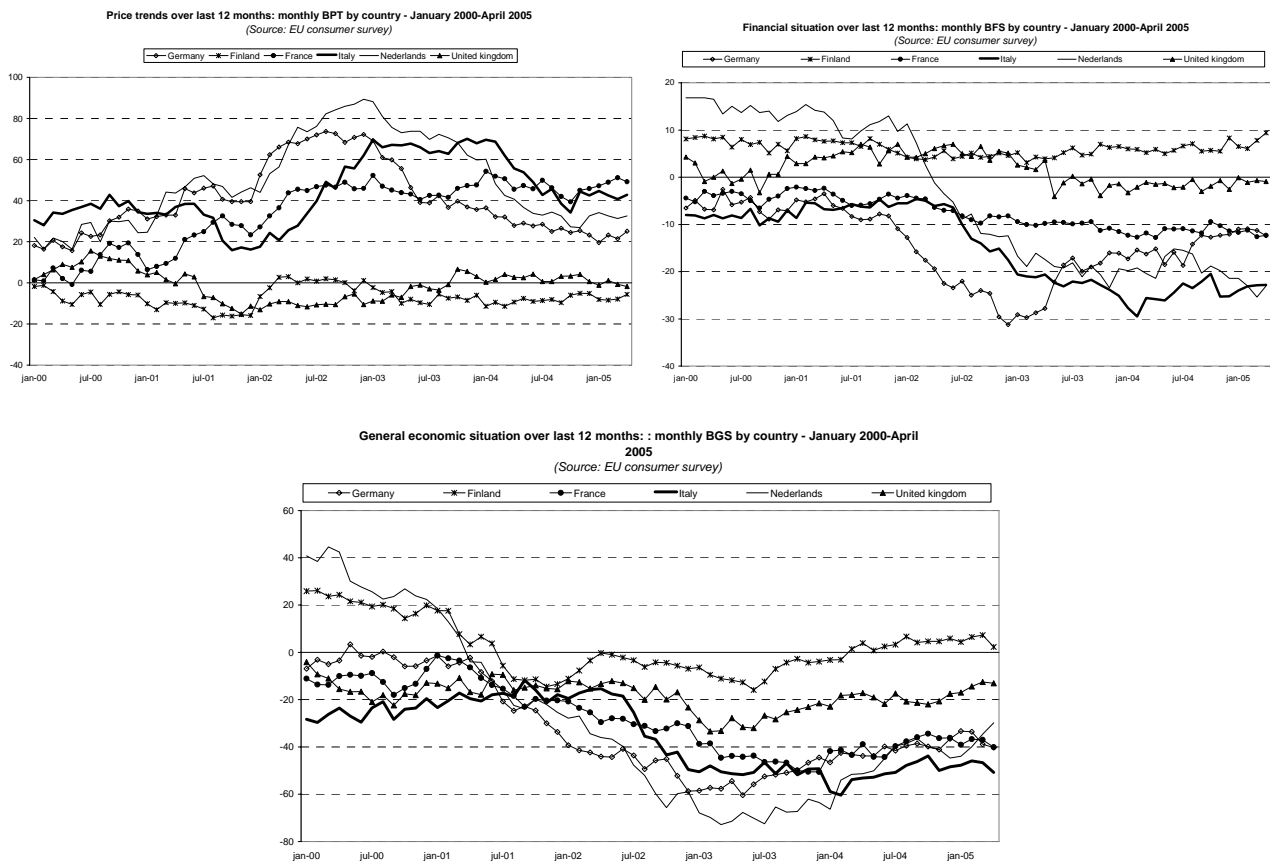 Price trends over last 12 months: monthly BPT by country - January 2000-April 2005
(Source: EU consumer survey)
Germany Finland France Italy Nederlands United kingdom
100
80
60
40
20
0
-20
-40
jan-00 jul-00 jan-01 jul-01 jan-02 jul-02 jan-03 jul-03 jan-04 jul-04 jan-05
Financial situation over last 12 months: monthly BFS by country - January 2000-April 2005
(Source: EU consumer survey)
Germany Finland France Italy Nederlands United kingdom
20
10
0
-10
-20
-30
-40
jan-00 jul-00 jan-01 jul-01 jan-02 jul-02 jan-03 jul-03 jan-04 jul-04 jan-05
General economic situation over last 12 months: : monthly BGS by country - January 2000-April
2005
(Source: EU consumer survey)
Germany Finland France Italy Nederlands United kingdom
60
40
20
0
-20
-40
-60
-80
jan-00 jul-00 jan-01 jul-01 jan-02 jul-02 jan-03 jul-03 jan-04 jul-04 jan-05